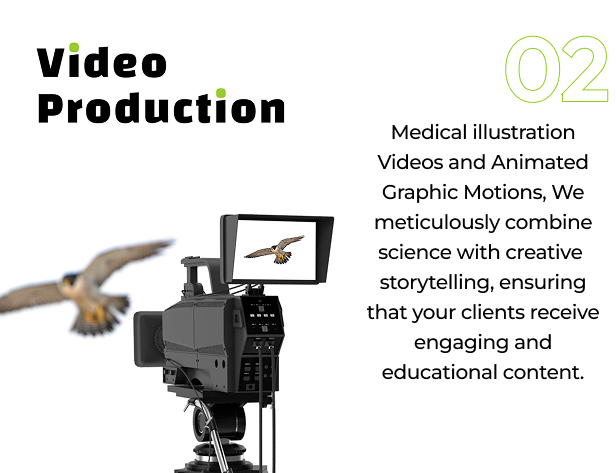 Video
Production
02
Medical illustration
Videos and Animated
Graphic Motions, We
meticulously combine
science with creative
storytelling, ensuring
that your clients receive
engaging and
educational content.